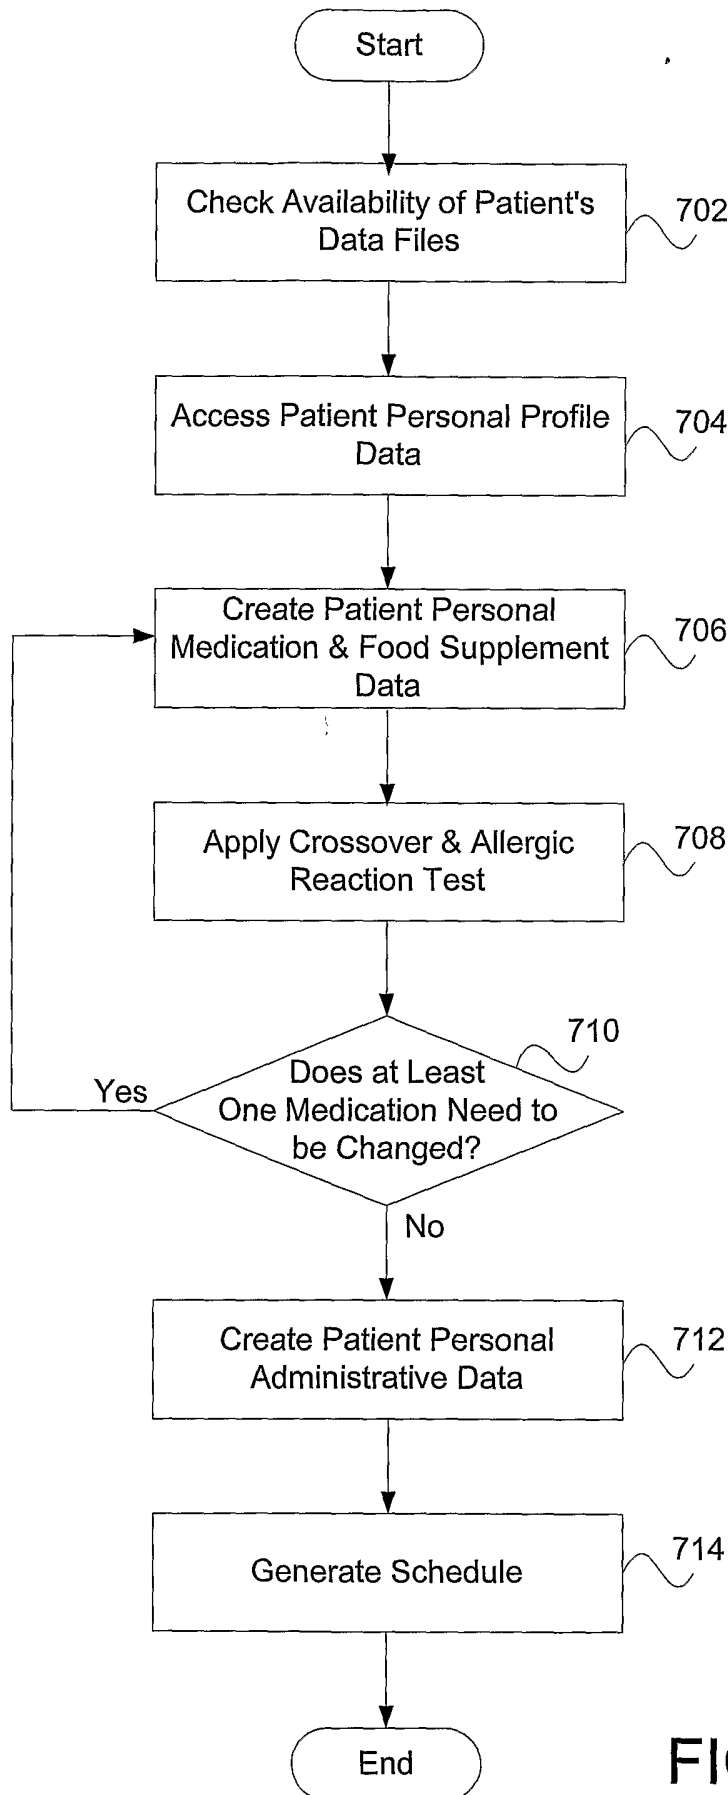 Start
Check Availability of Patient's
Data Files
702
Access Patient Personal Profile
Data
704
Create Patient Personal
Medication & Food Supplement
Data
706
Apply Crossover & Allergic
Reaction Test
708
710
Does at Least
One Medication Need to
be Changed?
Yes
No
Create Patient Personal
Administrative Data
712
Generate Schedule
714
End